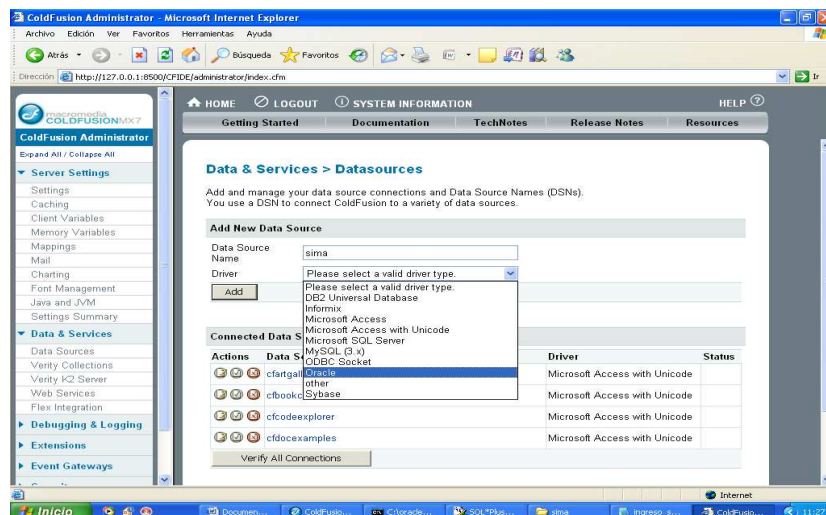 ColdFusion Administrator - Microsoft Internet Explorer
Archivo Edición Ver Favoritos Herramientas Ayuda
Atrás Búsqueda Favoritos
Dirección http://127.0.0.1:8500/CFIDE/administrator/index.cfm Ir
macromedia
COLDFUSION MX7
HOME LOGOUT SYSTEM INFORMATION HELP
Getting Started Documentation TechNotes Release Notes Resources
ColdFusion Administrator
Expand All / Collapse All
Server Settings
Settings
Caching
Client Variables
Memory Variables
Mappings
Mail
Charting
Font Management
Java and JVM
Settings Summary
Data & Services
Data Sources
Verity Collections
Verity K2 Server
Web Services
Flex Integration
Debugging & Logging
Extensions
Event Gateways
Data & Services > Datasources
Add and manage your data source connections and Data Source Names (DSNs).
You use a DSN to connect ColdFusion to a variety of data sources.
Add New Data Source
Data Source Name sima
Driver Please select a valid driver type.
Add
Please select a valid driver type.
DB2 Universal Database
Informix
Microsoft Access
Microsoft Access with Unicode
Microsoft SQL Server
MySQL (3.x)
ODBC Socket
Oracle
other
Sybase
Connected Data S
Actions Data S Driver Status
cfartgall Microsoft Access with Unicode
cfbookc Microsoft Access with Unicode
cfcodeexplorer Microsoft Access with Unicode
cfdocexamples Microsoft Access with Unicode
Verify All Connections
Internet
Inicio Documen... ColdFusio... C:\oracle... SQL*Plus... sima ingreso_s... ColdFusio... 11:27